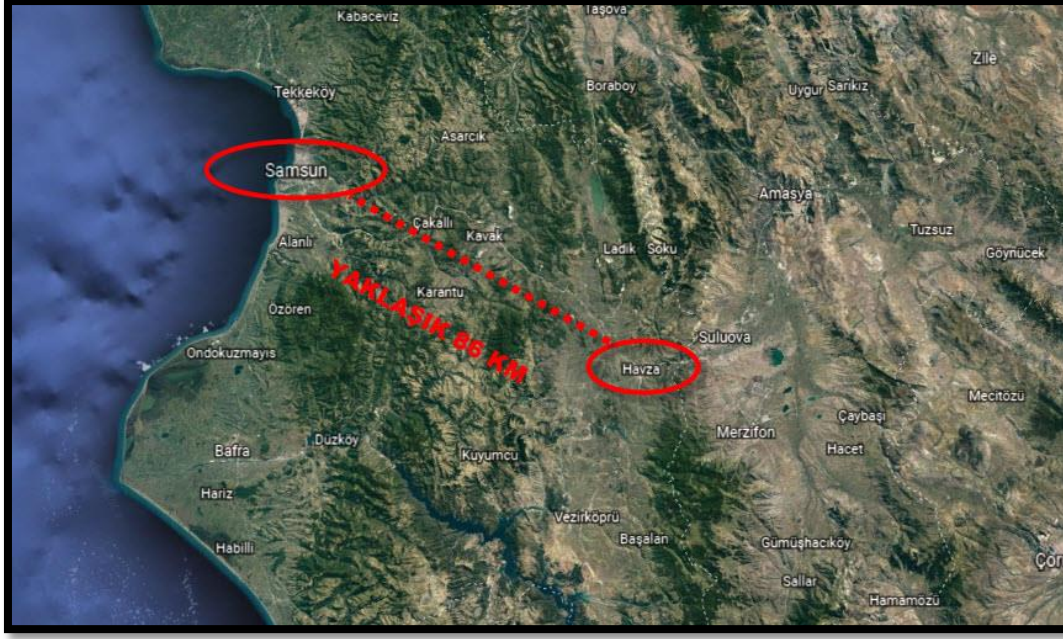 Kabaceviz
Taşova
Zile
Tekkeköy
Boraboy
Uygur
Sarıkız
Asarcık
Samsun
Amasya
Çakallı
Kavak
Tuzsuz
Alanlı
Ladik
Soku
Göynücek
YAKLAŞIK 86 KM
Karantu
Özören
Suluova
Ondokuzmayıs
Havza
Mecitözü
Çaybaşı
Merzifon
Düzköy
Bafra
Kuyumcu
Hacet
Hariz
Vezirköprü
Başalan
Habilli
Gümüşhacıköy
Çor
Sallar
Hamamözü